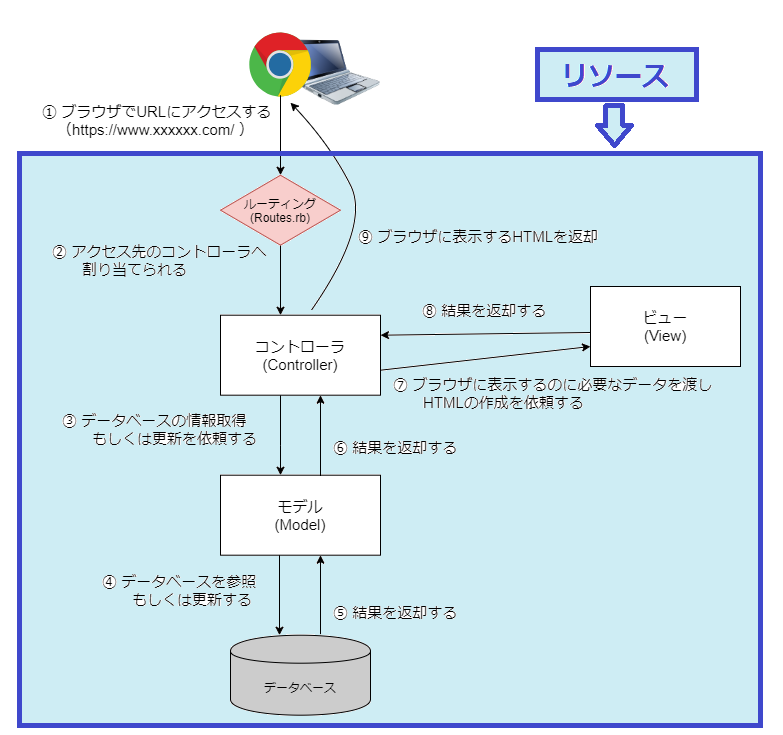 リソース
① ブラウザでURLにアクセスする
（https://www.xxxxxx.com/ ）
ルーティング
(Routes.rb)
② アクセス先のコントローラへ
割り当てられる
⑨ ブラウザに表示するHTMLを返却
⑧ 結果を返却する
ビュー
(View)
コントローラ
(Controller)
⑦ ブラウザに表示するのに必要なデータを渡し
HTMLの作成を依頼する
③ データベースの情報取得
もしくは更新を依頼する
⑥ 結果を返却する
モデル
(Model)
④ データベースを参照
もしくは更新する
⑤ 結果を返却する
データベース